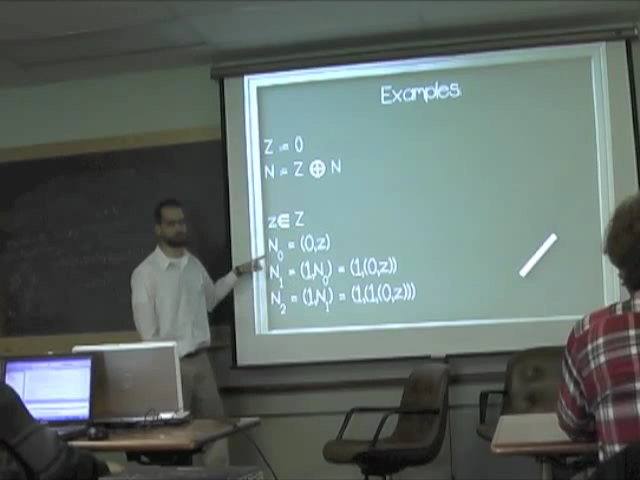 Examples
Z := 0
N := Z ⊕ N
z∈ Z
N₀ = (0,z)
N₁ = (1,N₀) = (1,(0,z))
N₂ = (1,N₁) = (1,(1,(0,z)))